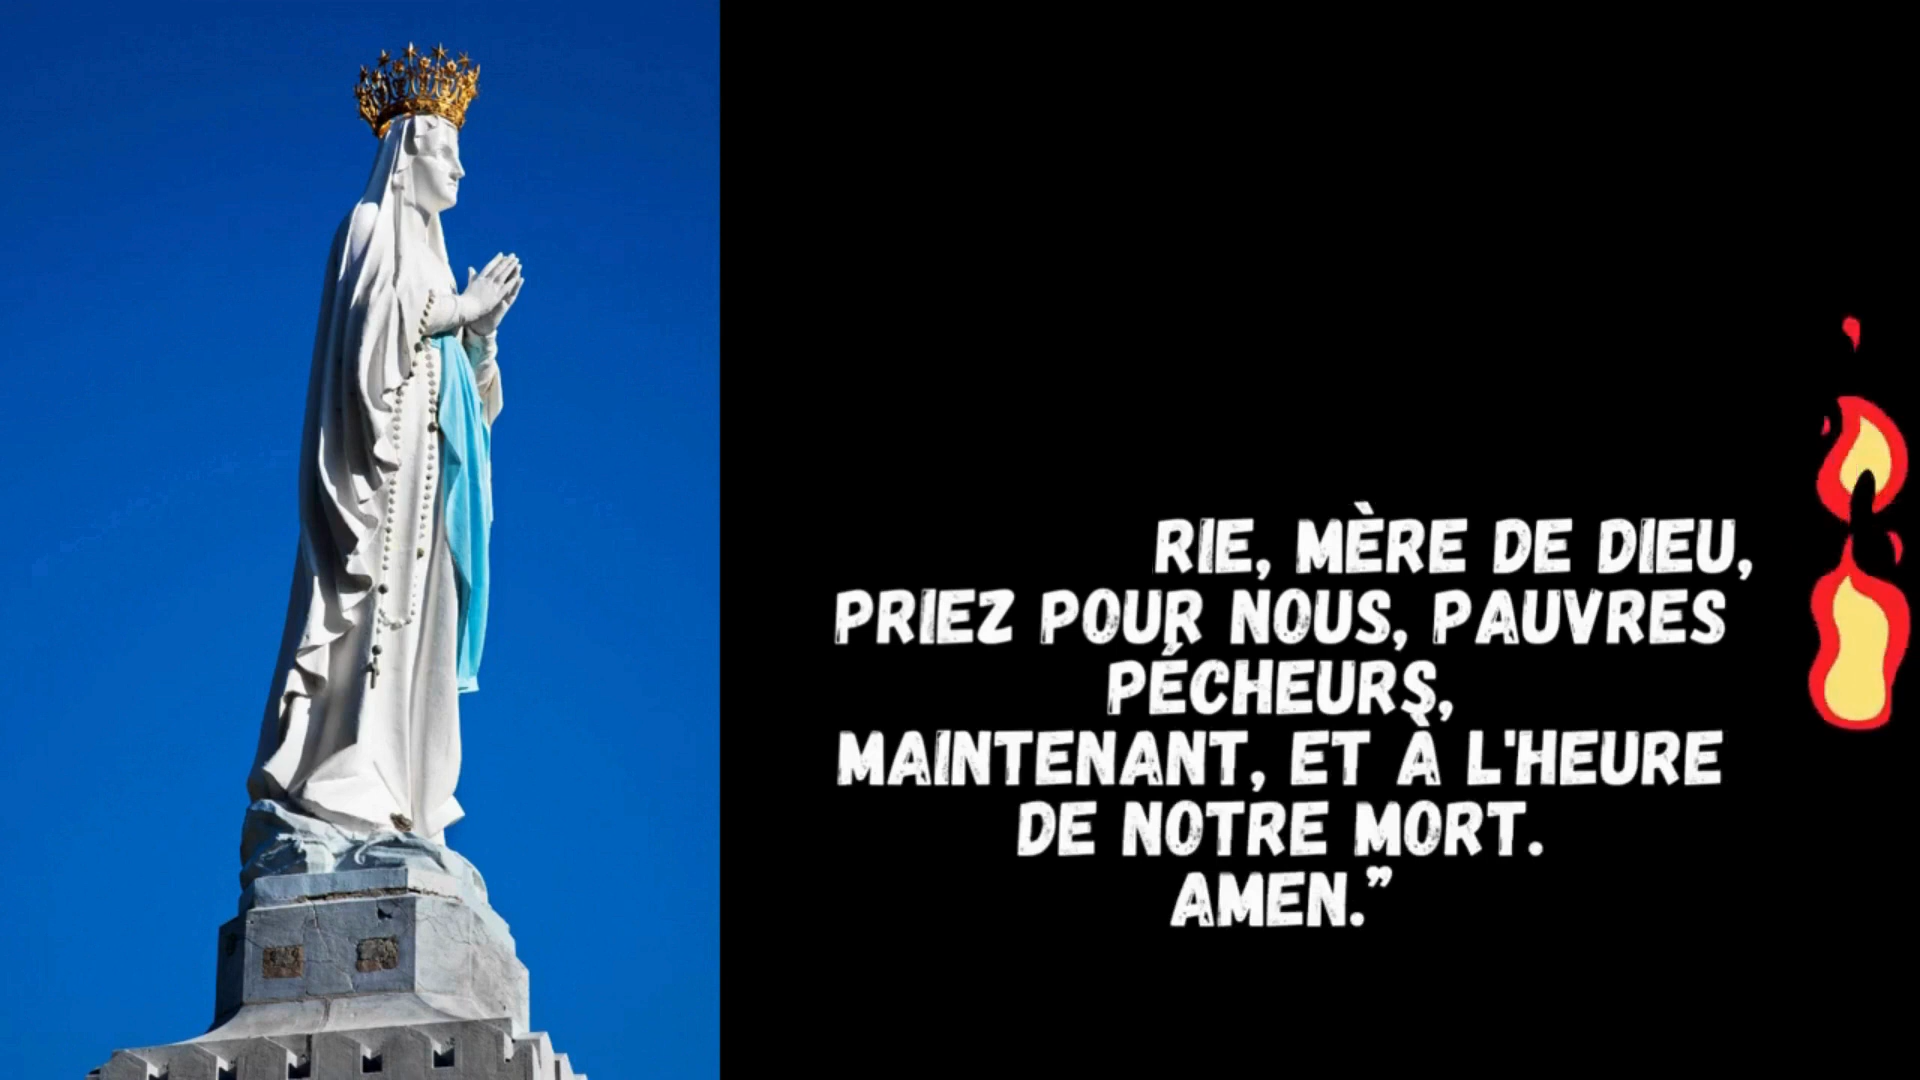 RIE, MÈRE DE DIEU,
PRIEZ POUR NOUS, PAUVRES
PÉCHEURS,
MAINTENANT, ET À L'HEURE
DE NOTRE MORT.
AMEN.”